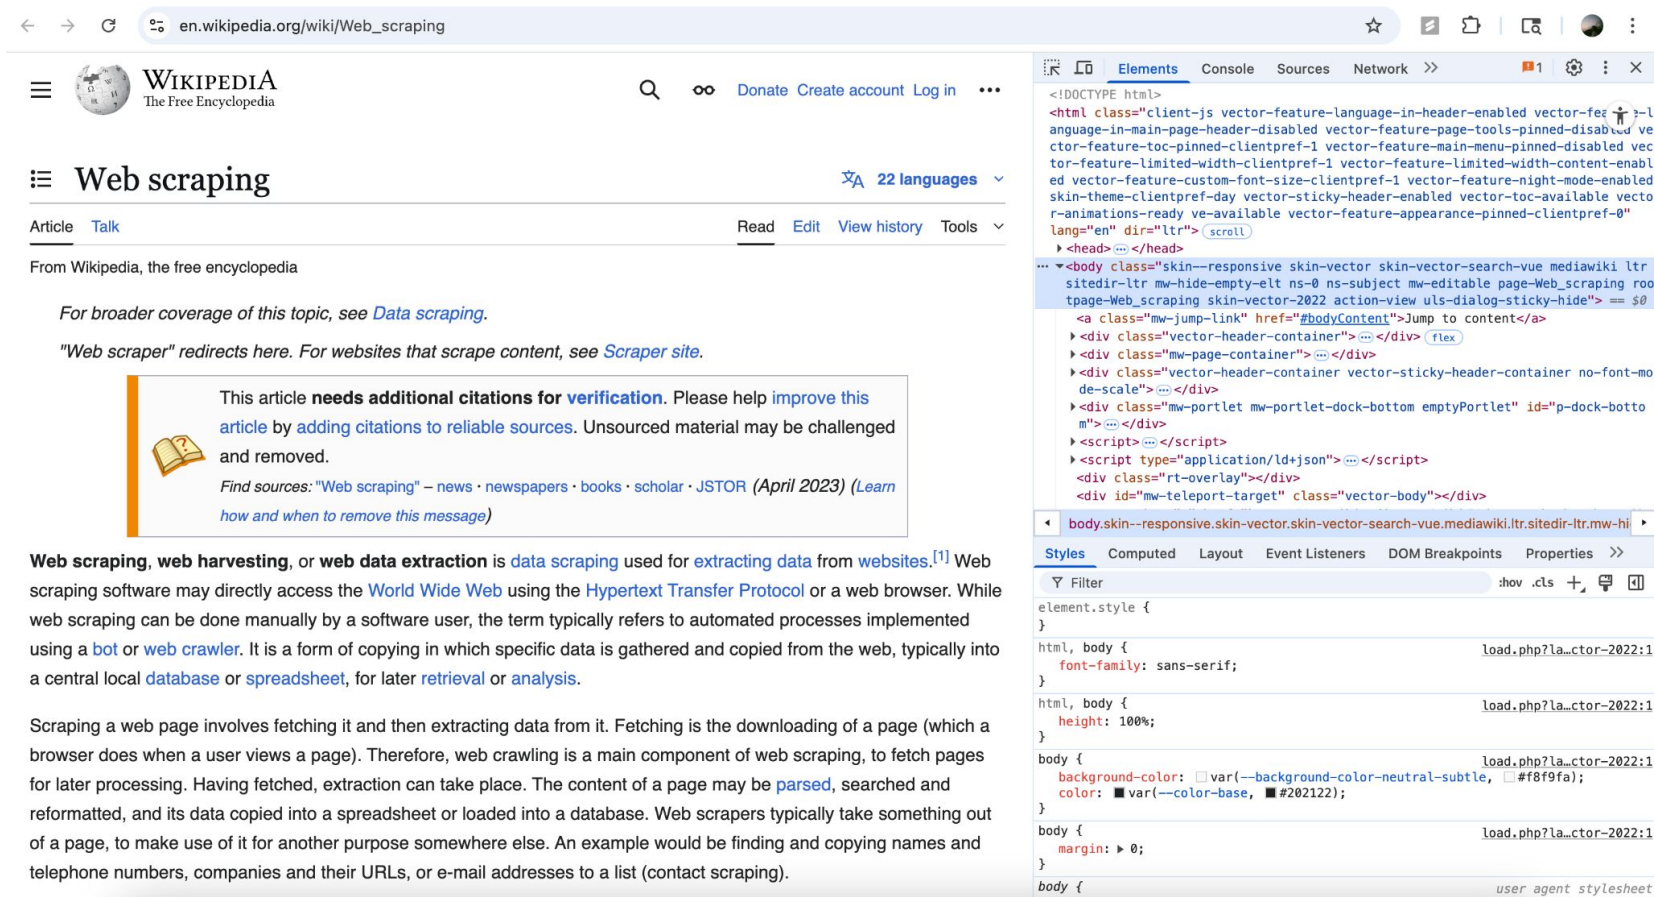 en.wikipedia.org/wiki/Web_scraping
WIKIPEDIA
The Free Encyclopedia
Donate Create account Log in
Web scraping
22 languages
Article Talk
Read Edit View history Tools
From Wikipedia, the free encyclopedia
For broader coverage of this topic, see Data scraping.
"Web scraper" redirects here. For websites that scrape content, see Scraper site.
This article needs additional citations for verification. Please help improve this
article by adding citations to reliable sources. Unsourced material may be challenged
and removed.
Find sources: "Web scraping" – news · newspapers · books · scholar · JSTOR (April 2023) (Learn
how and when to remove this message)
Web scraping, web harvesting, or web data extraction is data scraping used for extracting data from websites.[1] Web
scraping software may directly access the World Wide Web using the Hypertext Transfer Protocol or a web browser. While
web scraping can be done manually by a software user, the term typically refers to automated processes implemented
using a bot or web crawler. It is a form of copying in which specific data is gathered and copied from the web, typically into
a central local database or spreadsheet, for later retrieval or analysis.
Scraping a web page involves fetching it and then extracting data from it. Fetching is the downloading of a page (which a
browser does when a user views a page). Therefore, web crawling is a main component of web scraping, to fetch pages
for later processing. Having fetched, extraction can take place. The content of a page may be parsed, searched and
reformatted, and its data copied into a spreadsheet or loaded into a database. Web scrapers typically take something out
of a page, to make use of it for another purpose somewhere else. An example would be finding and copying names and
telephone numbers, companies and their URLs, or e-mail addresses to a list (contact scraping).
Elements Console Sources Network 1
<!DOCTYPE html>
<html class="client-js vector-feature-language-in-header-enabled
anguage-in-main-page-header-disabled vector-feature-page-tools-pinned-disabled ve
ctor-feature-toc-pinned-clientpref-1 vector-feature-main-menu-pinned-disabled vec
tor-feature-limited-width-clientpref-1 vector-feature-limited-width-content-enabl
ed vector-feature-custom-font-size-clientpref-1 vector-feature-night-mode-enabled
skin-theme-clientpref-day vector-sticky-header-enabled vector-toc-available vecto
r-animations-ready ve-available vector-feature-appearance-pinned-clientpref-0"
lang="en" dir="ltr"> scroll
<head> … </head>
… <body class="skin--responsive skin-vector skin-vector-search-vue mediawiki ltr
sitedir-ltr mw-hide-empty-elt ns-0 ns-subject mw-editable page-Web_scraping roo
tpage-Web_scraping skin-vector-2022 action-view uls-dialog-sticky-hide"> == $0
<a class="mw-jump-link" href="#bodyContent">Jump to content</a>
<div class="vector-header-container"> … </div> flex
<div class="mw-page-container"> … </div>
<div class="vector-header-container vector-sticky-header-container no-font-mo
de-scale"> … </div>
<div class="mw-portlet mw-portlet-dock-bottom emptyPortlet" id="p-dock-botto
m"> … </div>
<script> … </script>
<script type="application/ld+json"> … </script>
<div class="rt-overlay"></div>
<div id="mw-teleport-target" class="vector-body"></div>
body.skin--responsive.skin-vector.skin-vector-search-vue.mediawiki.ltr.sitedir-ltr.mw-hi
Styles Computed Layout Event Listeners DOM Breakpoints Properties
Filter :hov .cls
element.style {
}
html, body { load.php?la…ctor-2022:1
font-family: sans-serif;
}
html, body { load.php?la…ctor-2022:1
height: 100%;
}
body { load.php?la…ctor-2022:1
background-color: var(--background-color-neutral-subtle, #f8f9fa);
color: var(--color-base, #202122);
}
body { load.php?la…ctor-2022:1
margin: 0;
}
body { user agent stylesheet